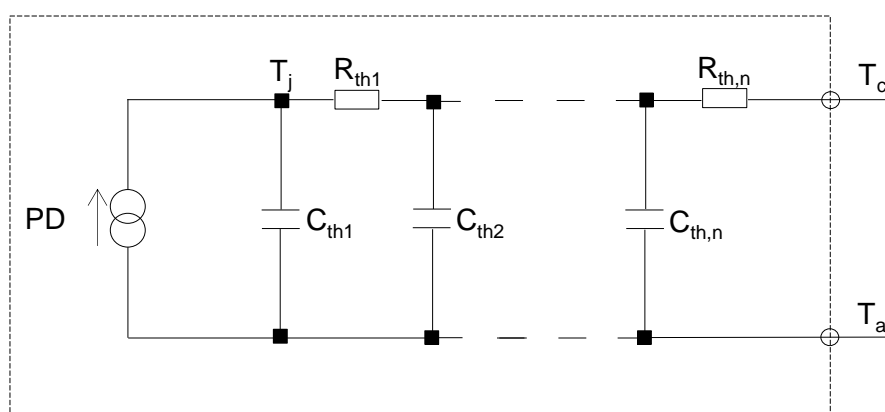 T_j R_th1 R_th,n T_c
PD C_th1 C_th2 C_th,n
T_a